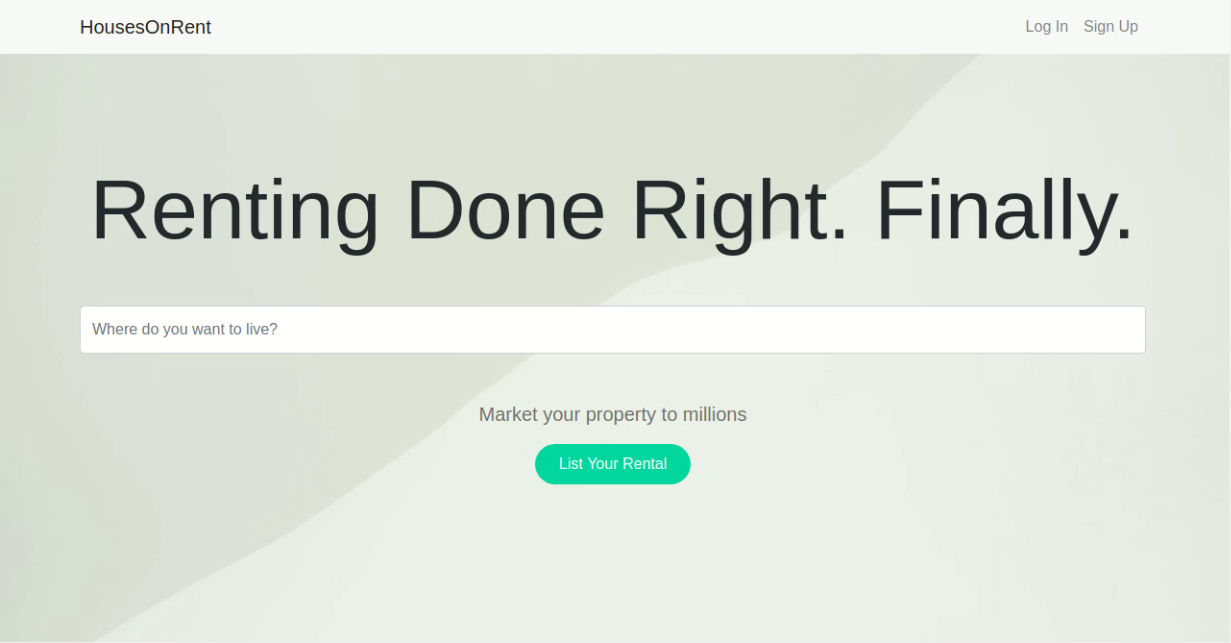 HousesOnRent
Log In
Sign Up
Renting Done Right. Finally.
Where do you want to live?
Market your property to millions
List Your Rental